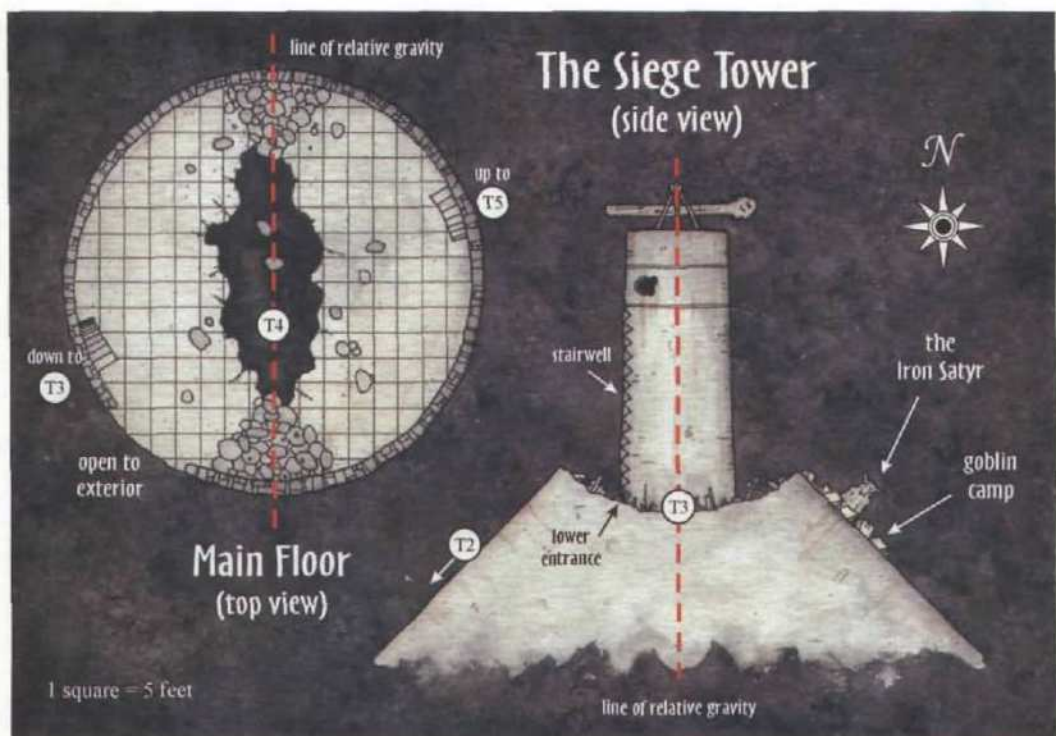 line of relative gravity
The Siege Tower
(side view)
N
up to
T5
T4
down to
T3
stairwell
the
Iron Satyr
goblin
camp
open to
exterior
T3
lower
entrance
T2
Main Floor
(top view)
1 square = 5 feet
line of relative gravity